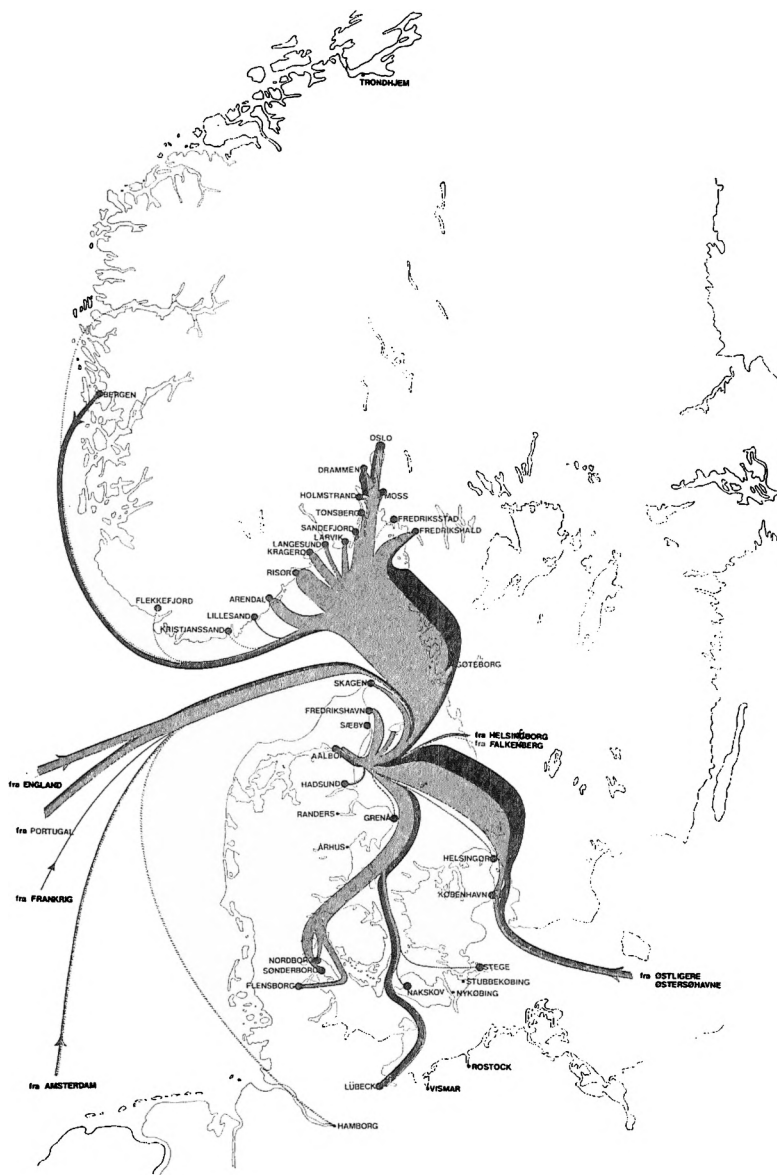 TRONDHJEM
BERGEN
OSLO
DRAMMEN
HOLMSTRAND
MOSS
TONSBERG
FREDRIKSSTAD
SANDEFJORD
FREDRIKSHALD
LARVIK
LANGESUND
KRAGERO
RISOR
FLEKKEFJORD
ARENDAL
LILLESAND
KRISTIANSSAND
GØTEBORG
SKAGEN
FREDRIKSHAVN
SÆBY
fra HELSINGBORG
fra FALKENBERG
AALBORG
fra ENGLAND
HADSUND
RANDERS
GRENÅ
fra PORTUGAL
ÅRHUS
HELSINGØR
fra FRANKRIG
KØBENHAVN
NORDBORG
SØNDERBORG
STEGE
fra ØSTLIGERE
ØSTERSØHAVNE
FLENSBORG
STUBBEKØBING
NAKSKOV
NYKØBING
ROSTOCK
fra AMSTERDAM
LÜBECK
VISMAR
HAMBORG